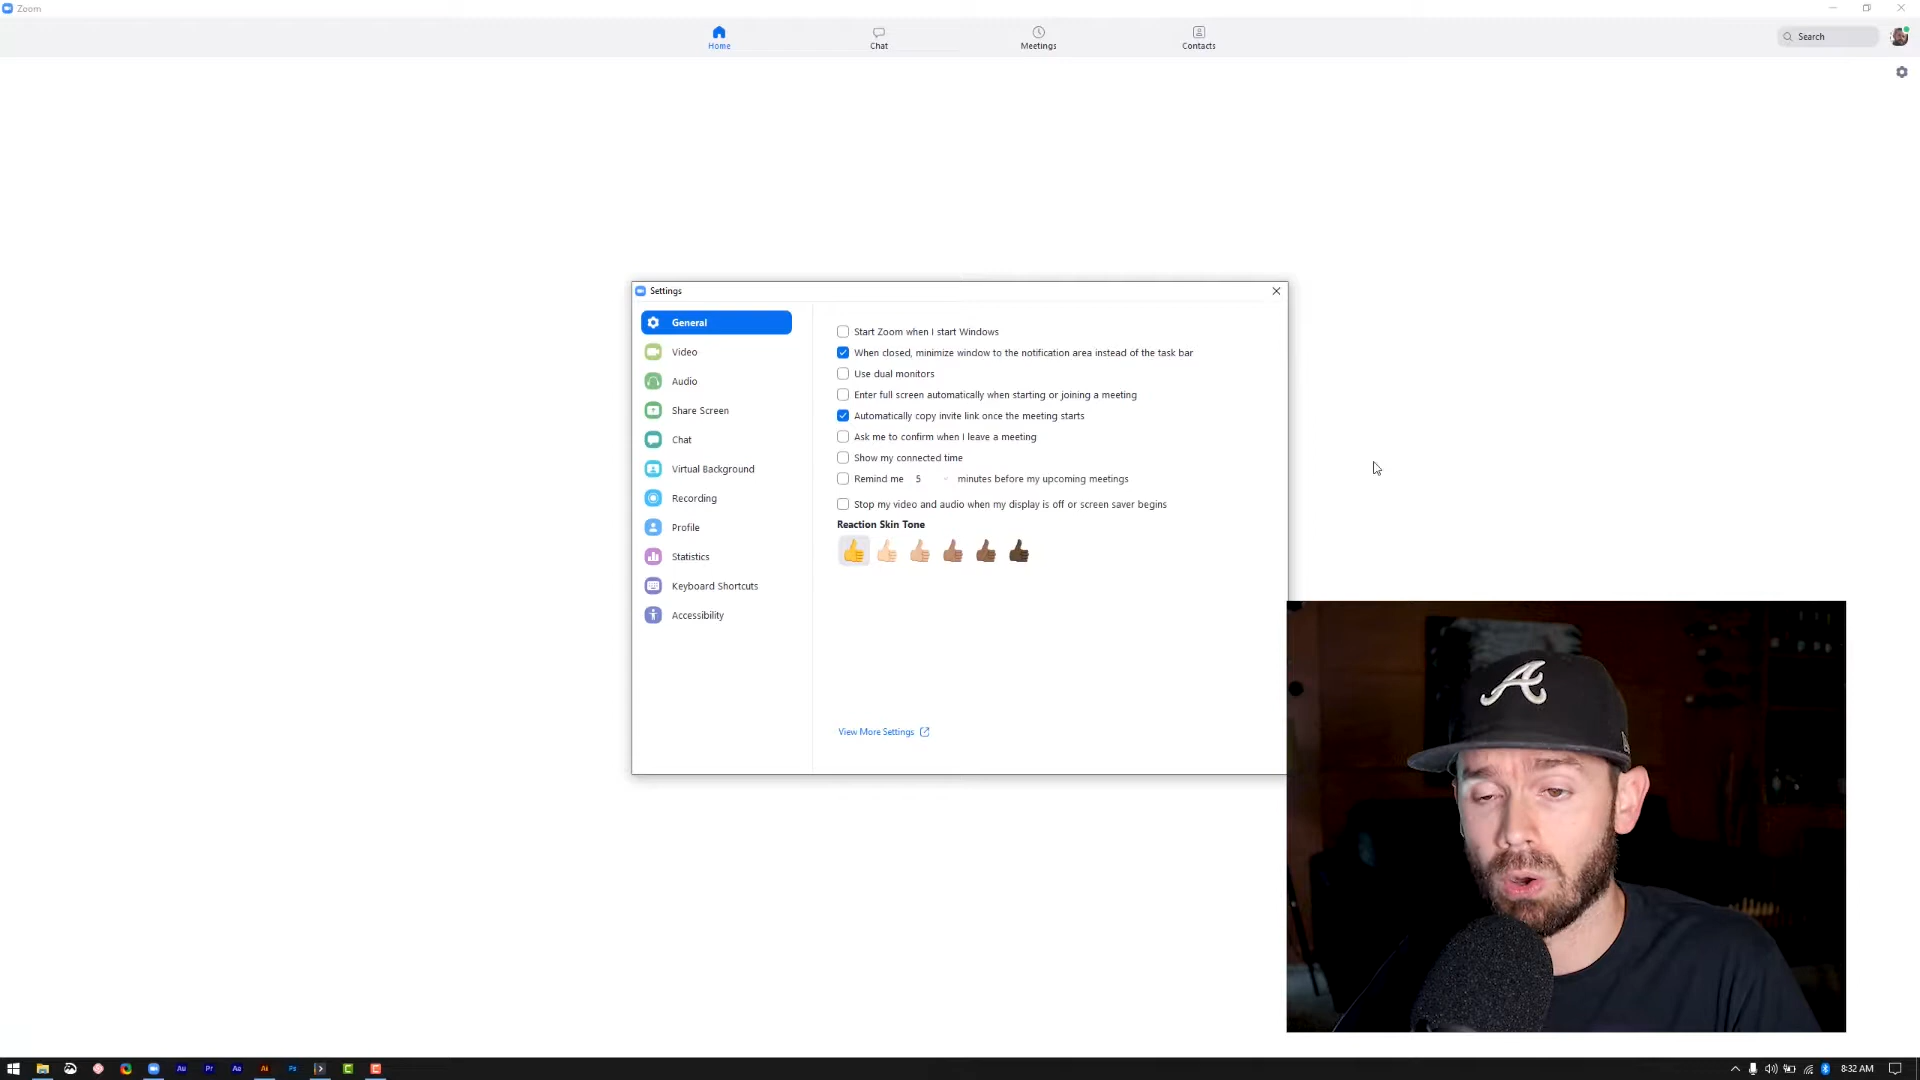 Zoom
Home
Chat
Meetings
Contacts
Search
Settings
General
Video
Audio
Share Screen
Chat
Virtual Background
Recording
Profile
Statistics
Keyboard Shortcuts
Accessibility
Start Zoom when I start Windows
When closed, minimize window to the notification area instead of the task bar
Use dual monitors
Enter full screen automatically when starting or joining a meeting
Automatically copy invite link once the meeting starts
Ask me to confirm when I leave a meeting
Show my connected time
Remind me 5 minutes before my upcoming meetings
Stop my video and audio when my display is off or screen saver begins
Reaction Skin Tone
View More Settings
A
Au
Pr
Ae
Ai
Ps
8:32 AM